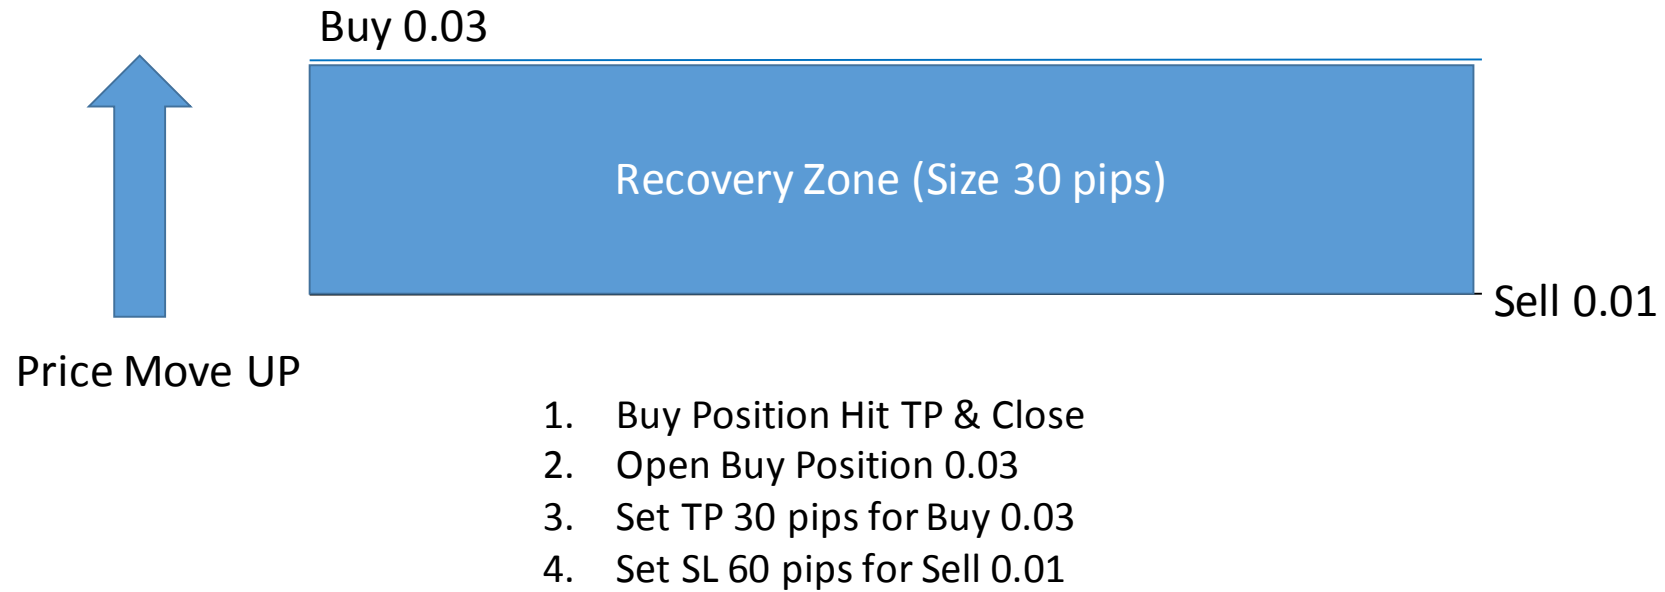 Buy 0.03
Recovery Zone (Size 30 pips)
Sell 0.01
Price Move UP
1. Buy Position Hit TP & Close
2. Open Buy Position 0.03
3. Set TP 30 pips for Buy 0.03
4. Set SL 60 pips for Sell 0.01